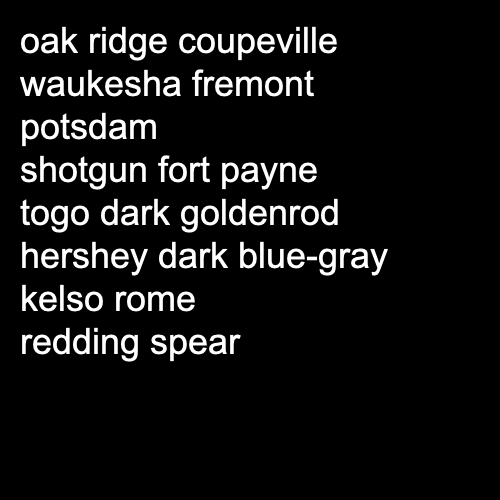 oak ridge coupeville
waukesha fremont
potsdam
shotgun fort payne
togo dark goldenrod
hershey dark blue-gray
kelso rome
redding spear